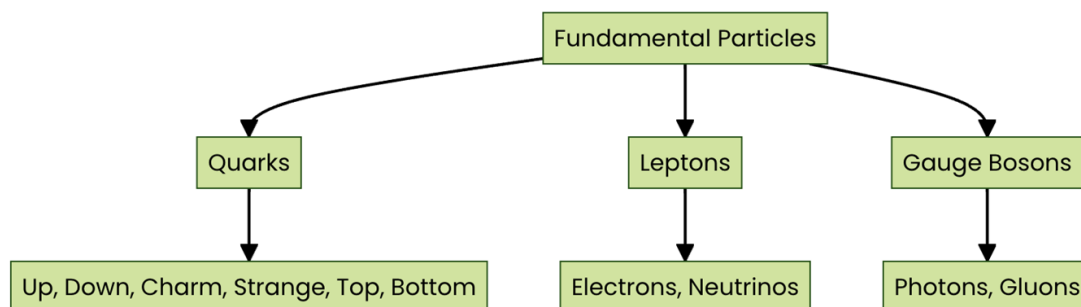 Fundamental Particles
Quarks
Leptons
Gauge Bosons
Up, Down, Charm, Strange, Top, Bottom
Electrons, Neutrinos
Photons, Gluons